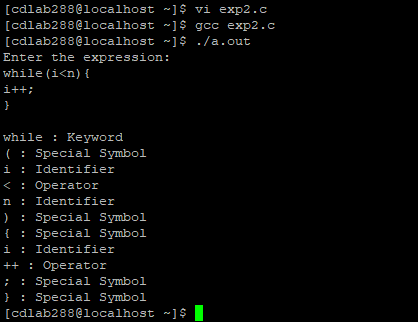 [cdlab288@localhost ~]$ vi exp2.c
[cdlab288@localhost ~]$ gcc exp2.c
[cdlab288@localhost ~]$ ./a.out
Enter the expression:
while(i<n){
i++;
}
while : Keyword
( : Special Symbol
i : Identifier
< : Operator
n : Identifier
) : Special Symbol
{ : Special Symbol
i : Identifier
++ : Operator
; : Special Symbol
} : Special Symbol
[cdlab288@localhost ~]$